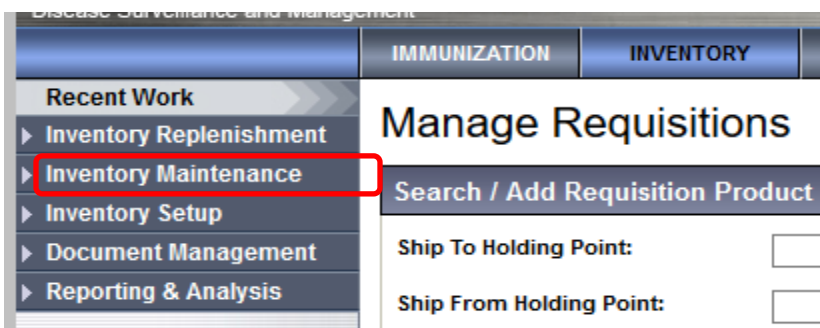 Disease Surveillance and Management
IMMUNIZATION INVENTORY
Recent Work
Inventory Replenishment
Inventory Maintenance
Inventory Setup
Document Management
Reporting & Analysis
Manage Requisitions
Search / Add Requisition Product
Ship To Holding Point:
Ship From Holding Point: